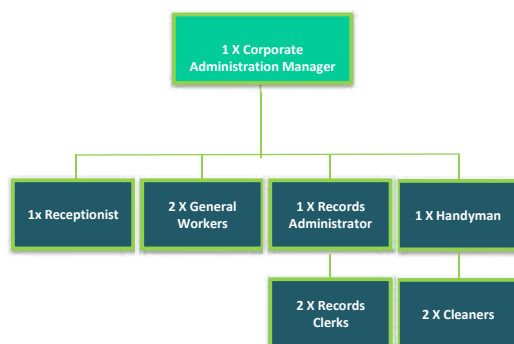 1 X Corporate
Administration Manager
1x Receptionist
2 X General
Workers
1 X Records
Administrator
1 X Handyman
2 X Records
Clerks
2 X Cleaners